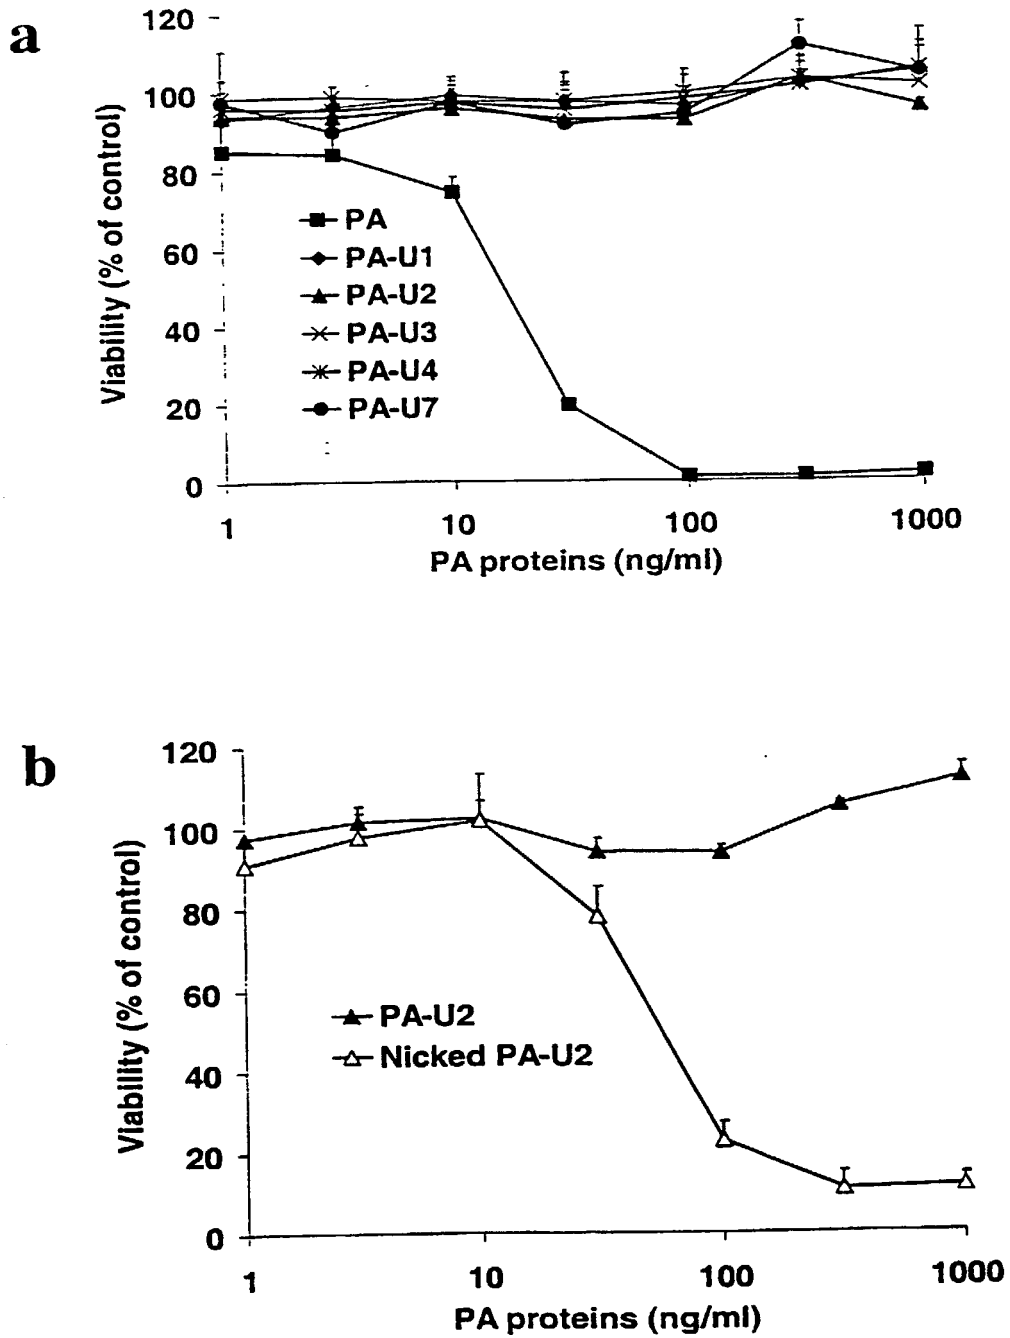 a
120
100
80
60
40
20
0
Viability (% of control)
PA
PA-U1
PA-U2
PA-U3
PA-U4
PA-U7
1
10
100
1000
PA proteins (ng/ml)
b
120
100
80
60
40
20
0
Viability (% of control)
PA-U2
Nicked PA-U2
1
10
100
1000
PA proteins (ng/ml)